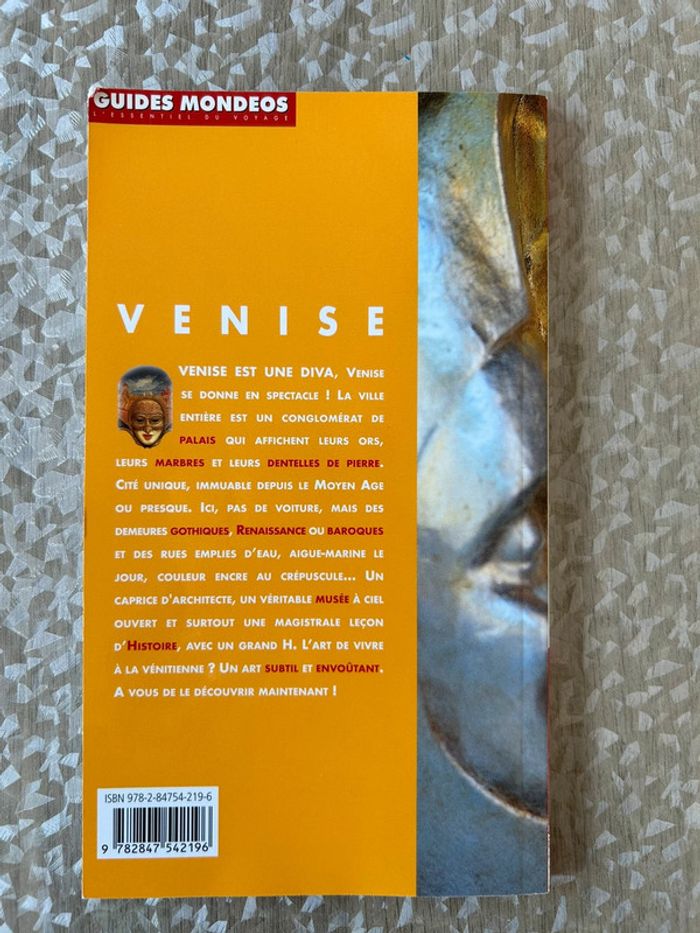 GUIDES MONDEOS
L'ESSENTIEL DU VOYAGE
VENISE
VENISE EST UNE DIVA, VENISE
SE DONNE EN SPECTACLE ! LA VILLE
ENTIÈRE EST UN CONGLOMÉRAT DE
PALAIS QUI AFFICHENT LEURS ORS,
LEURS MARBRES ET LEURS DENTELLES DE PIERRE.
CITÉ UNIQUE, IMMUABLE DEPUIS LE MOYEN AGE
OU PRESQUE. ICI, PAS DE VOITURE, MAIS DES
DEMEURES GOTHIQUES, RENAISSANCE OU BAROQUES
ET DES RUES EMPLIES D'EAU, AIGUE-MARINE LE
JOUR, COULEUR ENCRE AU CRÉPUSCULE... UN
CAPRICE D'ARCHITECTE, UN VÉRITABLE MUSÉE À CIEL
OUVERT ET SURTOUT UNE MAGISTRALE LEÇON
D'HISTOIRE, AVEC UN GRAND H. L'ART DE VIVRE
À LA VÉNITIENNE ? UN ART SUBTIL ET ENVOÛTANT.
A VOUS DE LE DÉCOUVRIR MAINTENANT !
ISBN 978-2-84754-219-6
9 782847 542196